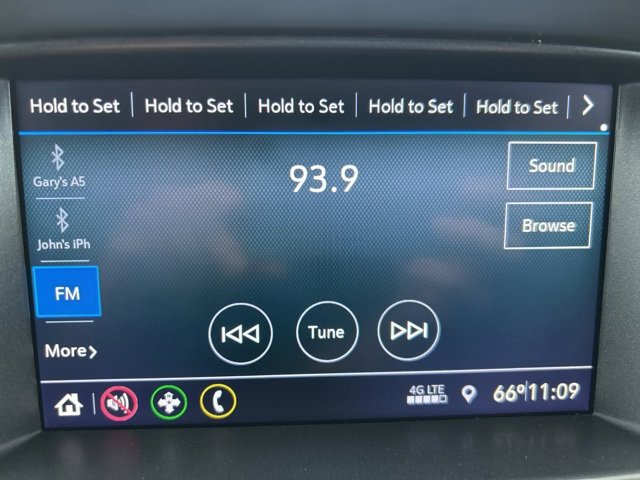 Hold to Set Hold to Set Hold to Set Hold to Set Hold to Set >
Gary's A5
93.9
Sound
John's iPh
Browse
FM
Tune
More >
4G LTE
66° 11:09